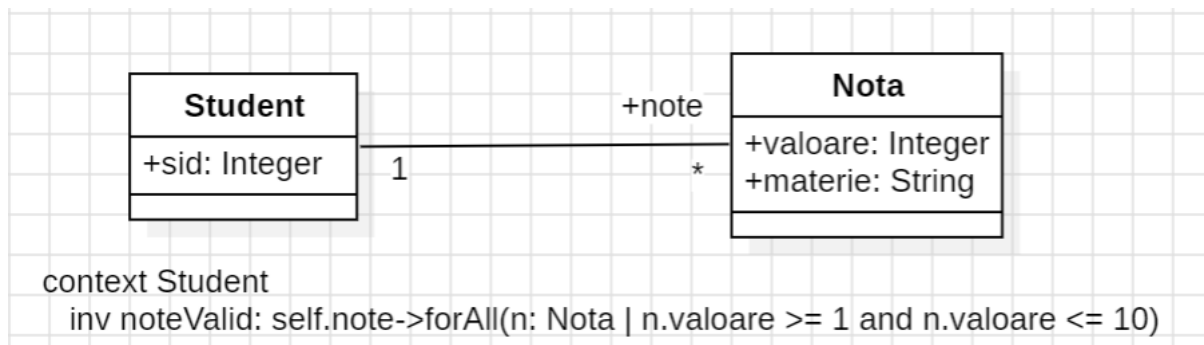 Student
+sid: Integer
1
+note
*
Nota
+valoare: Integer
+materie: String
context Student
inv noteValid: self.note->forAll(n: Nota | n.valoare >= 1 and n.valoare <= 10)